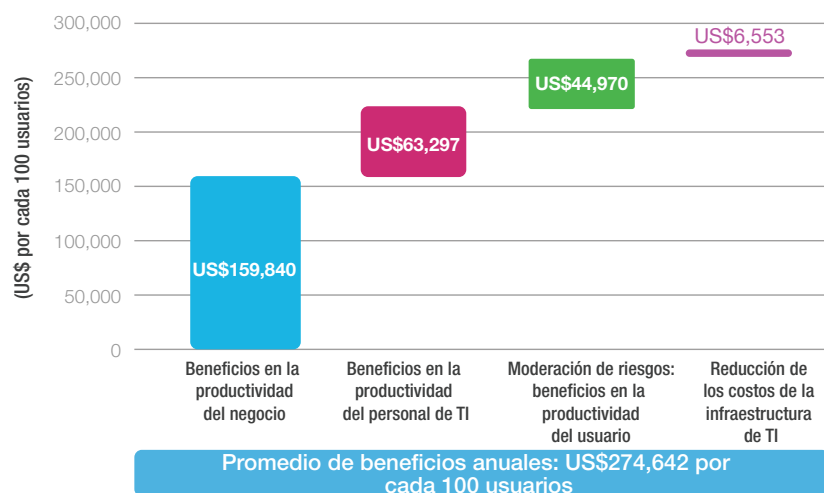 (US$ por cada 100 usuarios)
300,000
250,000
200,000
150,000
100,000
50,000
0
US$159,840
US$63,297
US$44,970
US$6,553
Beneficios en la
productividad
del negocio
Beneficios en la
productividad
del personal de TI
Moderación de riesgos:
beneficios en la
productividad
del usuario
Reducción de
los costos de la
infraestructura
de TI
Promedio de beneficios anuales: US$274,642 por
cada 100 usuarios